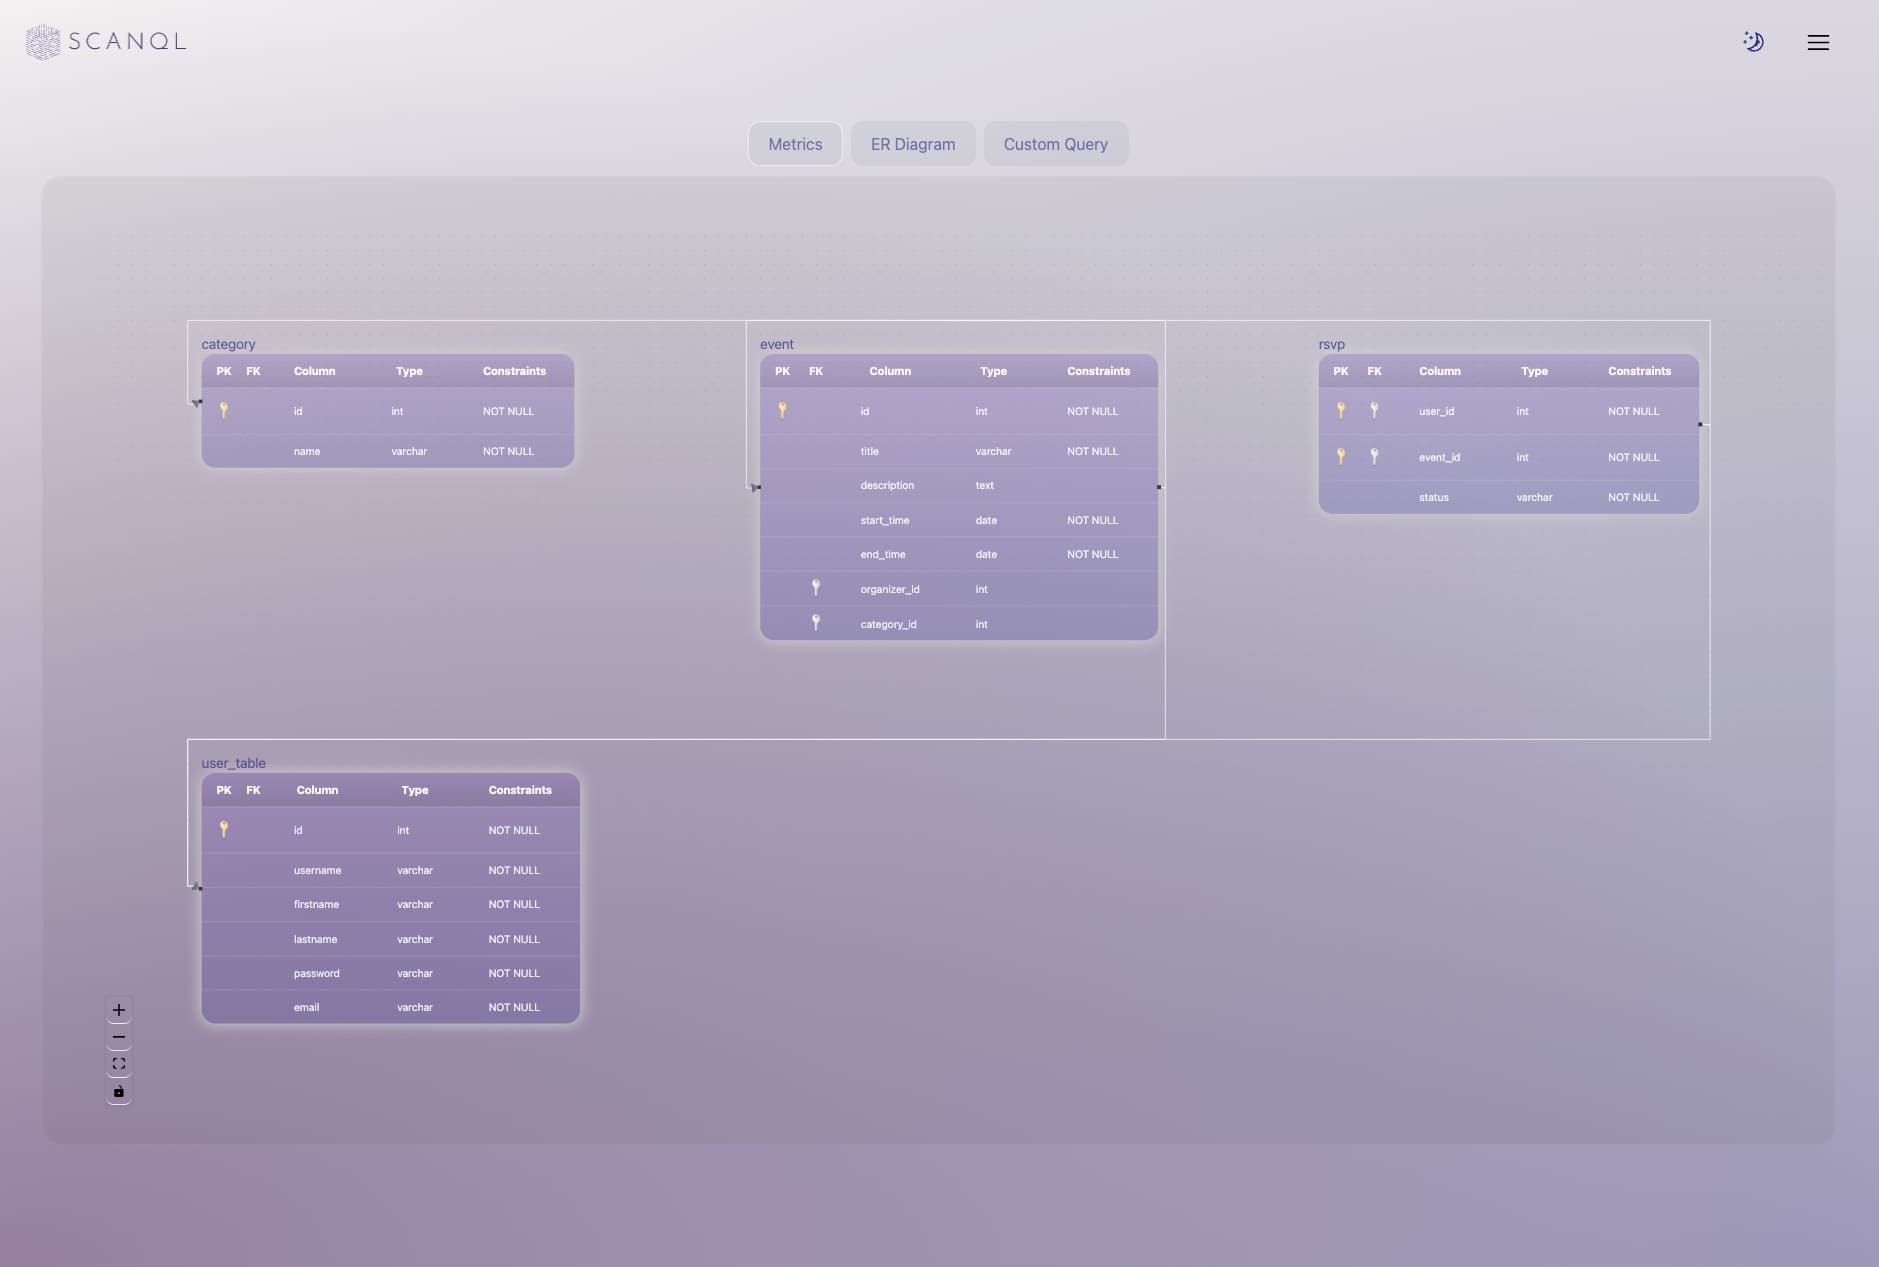 SCANQL
Metrics ER Diagram Custom Query
category
PK FK Column Type Constraints
id int NOT NULL
name varchar NOT NULL
event
PK FK Column Type Constraints
id int NOT NULL
title varchar NOT NULL
description text
start_time date NOT NULL
end_time date NOT NULL
organizer_id int
category_id int
rsvp
PK FK Column Type Constraints
user_id int NOT NULL
event_id int NOT NULL
status varchar NOT NULL
user_table
PK FK Column Type Constraints
id int NOT NULL
username varchar NOT NULL
firstname varchar NOT NULL
lastname varchar NOT NULL
password varchar NOT NULL
email varchar NOT NULL